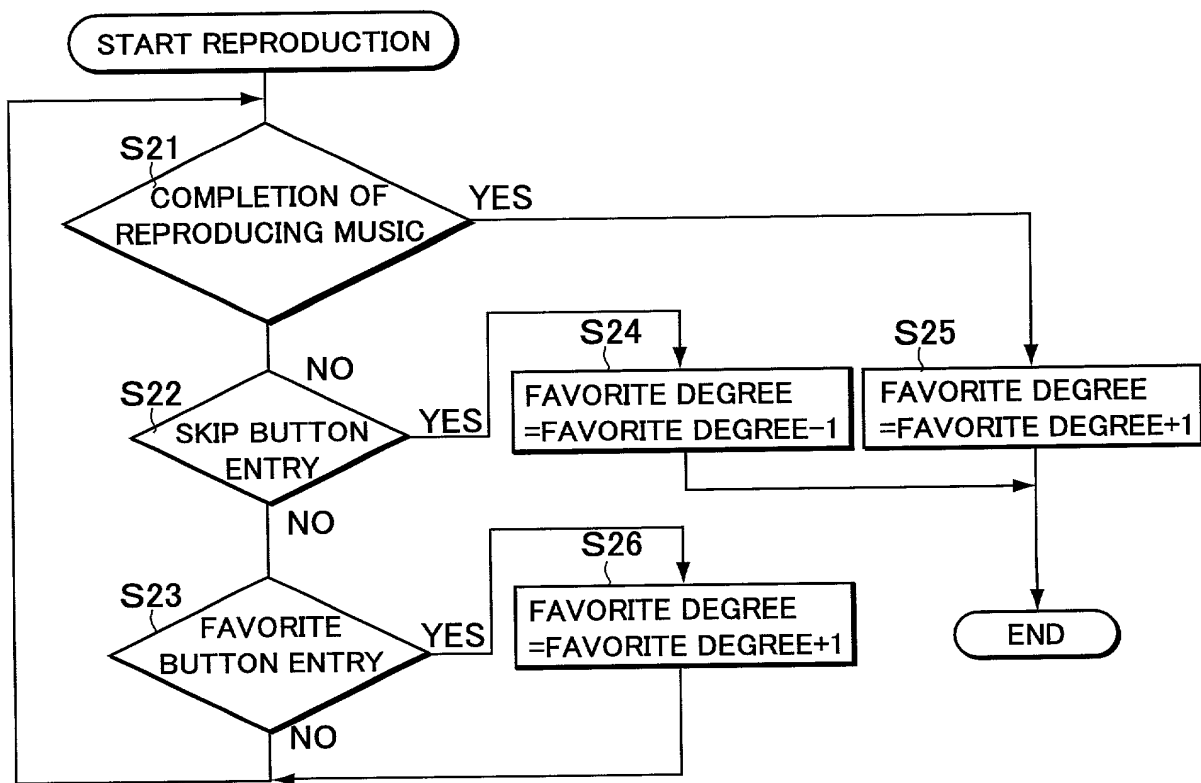 START REPRODUCTION
S21
COMPLETION OF
REPRODUCING MUSIC
YES
NO
S22
SKIP BUTTON
ENTRY
YES
NO
S24
FAVORITE DEGREE
=FAVORITE DEGREE−1
S25
FAVORITE DEGREE
=FAVORITE DEGREE+1
S23
FAVORITE
BUTTON ENTRY
YES
NO
S26
FAVORITE DEGREE
=FAVORITE DEGREE+1
END